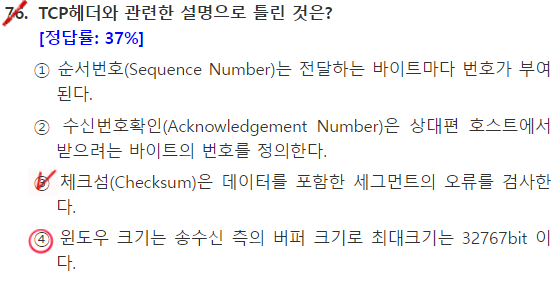 76. TCP헤더와 관련한 설명으로 틀린 것은?
[정답률: 37%]
① 순서번호(Sequence Number)는 전달하는 바이트마다 번호가 부여
된다.
② 수신번호확인(Acknowledgement Number)은 상대편 호스트에서
받으려는 바이트의 번호를 정의한다.
③ 체크섬(Checksum)은 데이터를 포함한 세그먼트의 오류를 검사한
다.
④ 윈도우 크기는 송수신 측의 버퍼 크기로 최대크기는 32767bit 이
다.